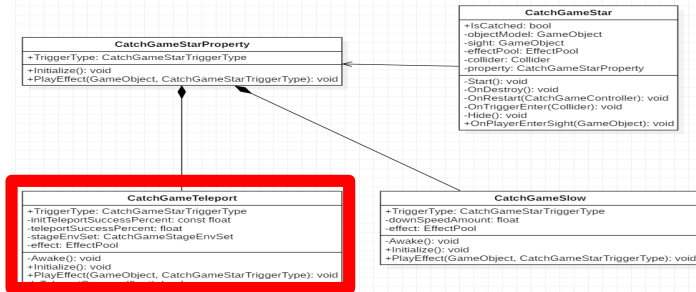 CatchGameStar
+IsCatched: bool
-objectModel: GameObject
-sight: GameObject
-effectPool: EffectPool
-collider: Collider
-property: CatchGameStarProperty
-Start(): void
-OnDestroy(): void
-OnRestart(CatchGameController): void
-OnTriggerEnter(Collider): void
-Hide(): void
+OnPlayerEnterSight(GameObject): void
CatchGameStarProperty
+TriggerType: CatchGameStarTriggerType
+Initialize(): void
+PlayEffect(GameObject, CatchGameStarTriggerType): void
CatchGameTeleport
+TriggerType: CatchGameStarTriggerType
-initTeleportSuccessPercent: const float
-teleportSuccessPercent: float
-stageEnvSet: CatchGameStageEnvSet
-effect: EffectPool
-Awake(): void
+Initialize(): void
+PlayEffect(GameObject, CatchGameStarTriggerType): void
CatchGameSlow
+TriggerType: CatchGameStarTriggerType
-downSpeedAmount: float
-effect: EffectPool
-Awake(): void
+Initialize(): void
+PlayEffect(GameObject, CatchGameStarTriggerType): void